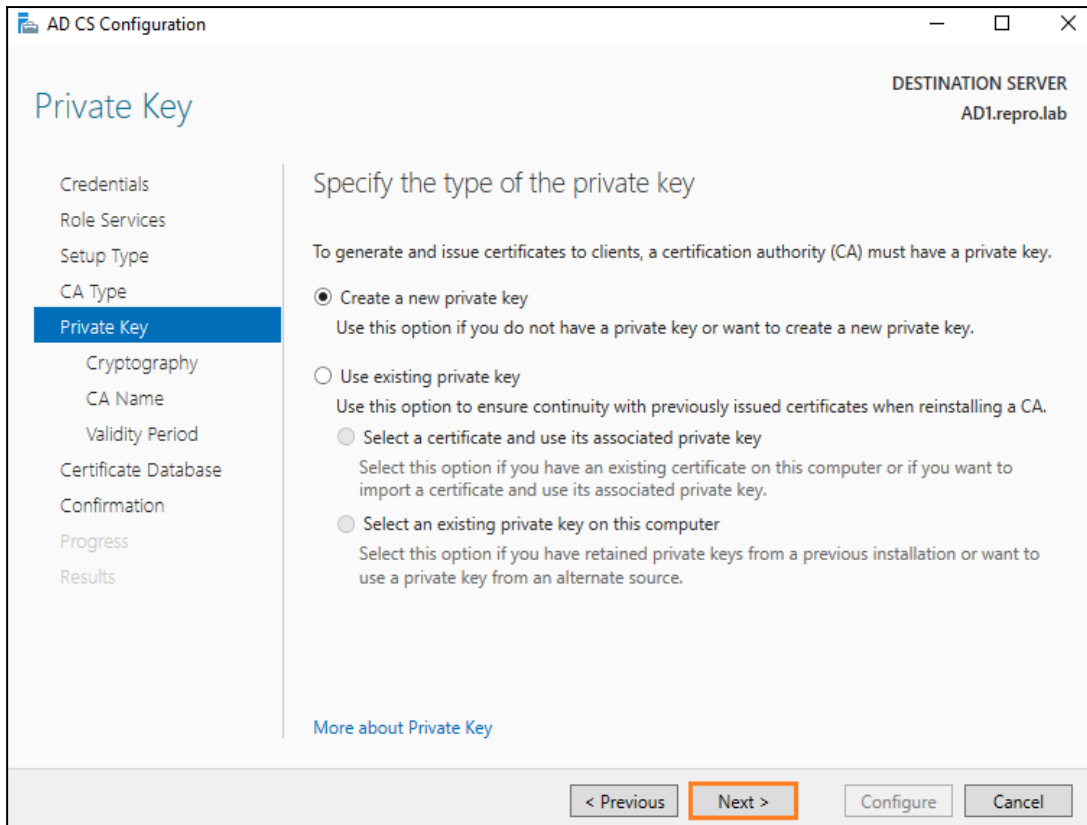 AD CS Configuration
Private Key
DESTINATION SERVER
AD1.repro.lab
Credentials
Role Services
Setup Type
CA Type
Private Key
Cryptography
CA Name
Validity Period
Certificate Database
Confirmation
Progress
Results
Specify the type of the private key
To generate and issue certificates to clients, a certification authority (CA) must have a private key.
Create a new private key
Use this option if you do not have a private key or want to create a new private key.
Use existing private key
Use this option to ensure continuity with previously issued certificates when reinstalling a CA.
Select a certificate and use its associated private key
Select this option if you have an existing certificate on this computer or if you want to
import a certificate and use its associated private key.
Select an existing private key on this computer
Select this option if you have retained private keys from a previous installation or want to
use a private key from an alternate source.
More about Private Key
< Previous
Next >
Configure
Cancel